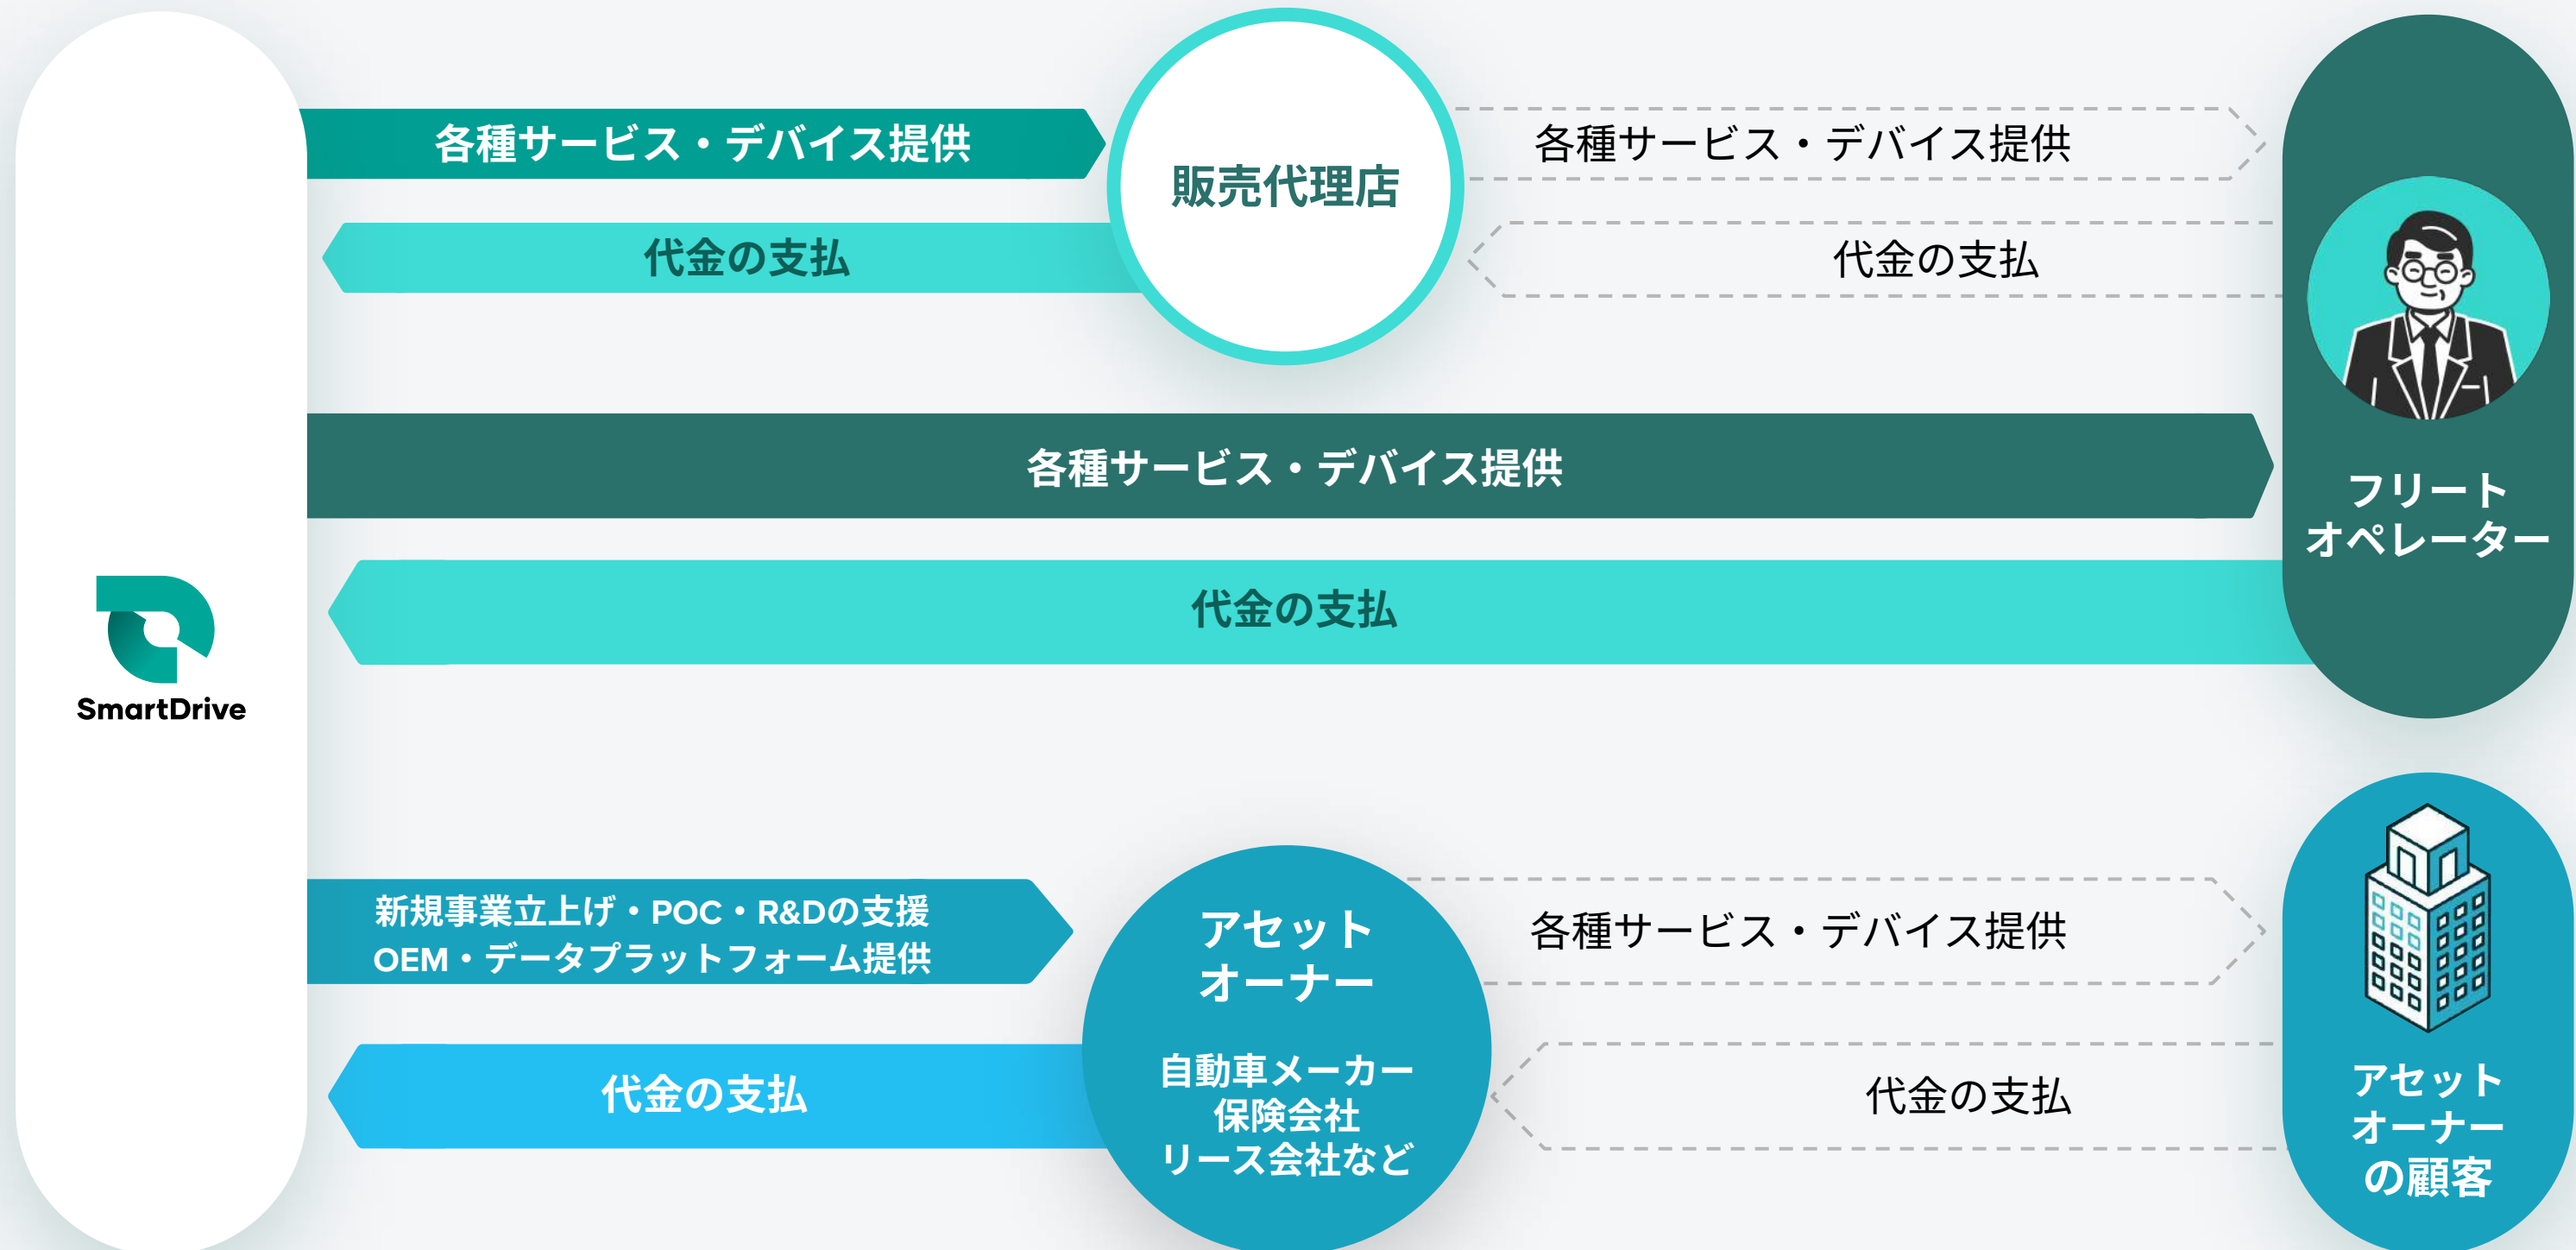 各種サービス・デバイス提供
販売代理店
各種サービス・デバイス提供
代金の支払
代金の支払
各種サービス・デバイス提供
フリート
オペレーター
代金の支払
SmartDrive
新規事業立上げ・POC・R&Dの支援
OEM・データプラットフォーム提供
アセット
オーナー
自動車メーカー
保険会社
リース会社など
各種サービス・デバイス提供
代金の支払
代金の支払
アセット
オーナー
の顧客